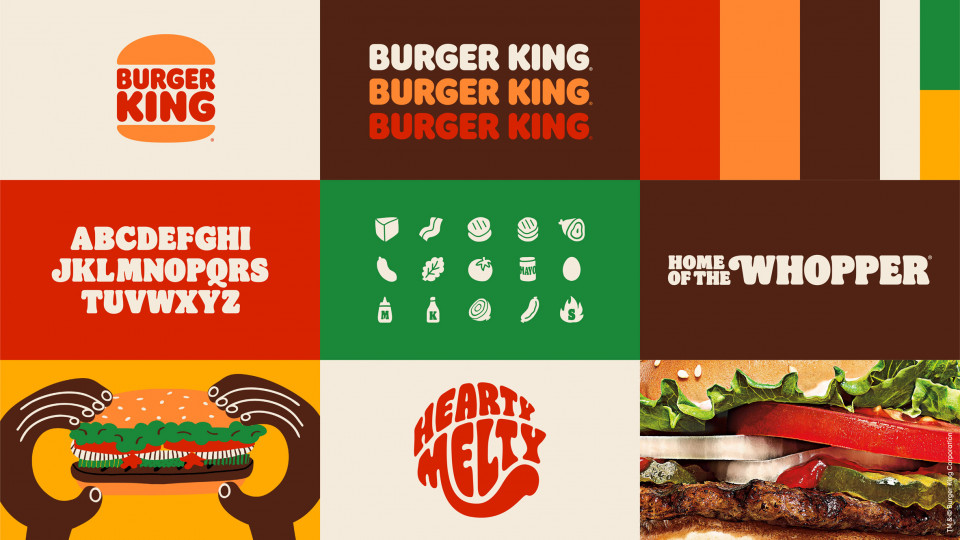 BURGER
KING
BURGER KING®
BURGER KING®
BURGER KING®
ABCDEFGHI
JKLMNOPQRS
TUVWXYZ
MAYO
M
K
S
HOME
OF THE
WHOPPER®
HEARTY
MELTY
TM & © Burger King Corporation